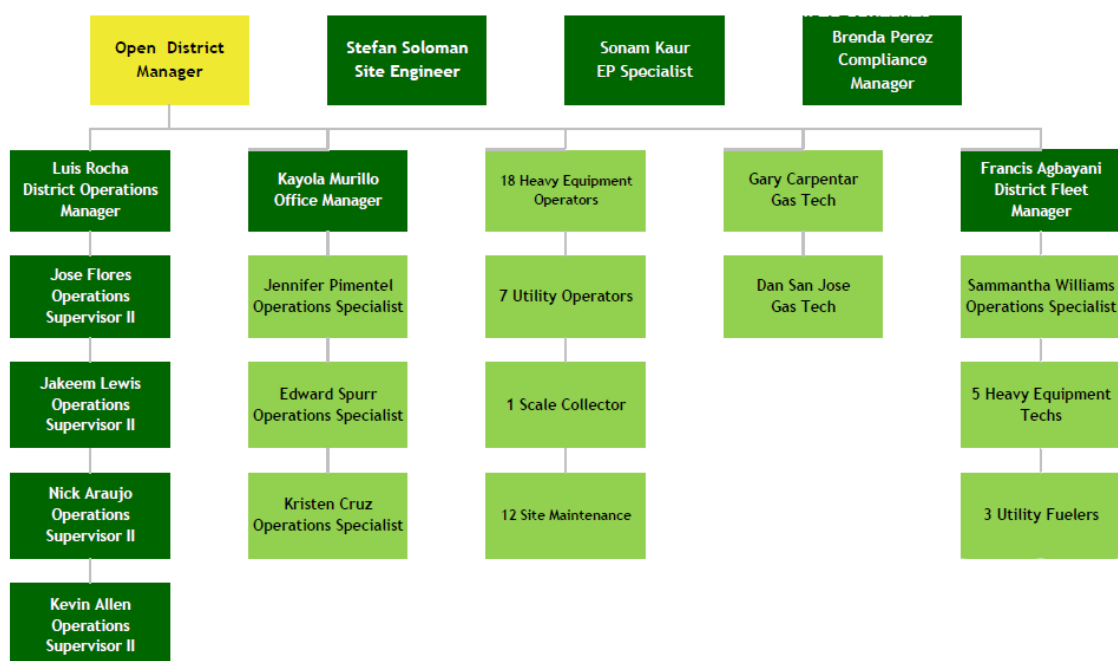 Open District
Manager
Stefan Soloman
Site Engineer
Sonam Kaur
EP Specialist
Brenda Perez
Compliance
Manager
Luis Rocha
District Operations
Manager
Kayola Murillo
Office Manager
18 Heavy Equipment
Operators
Gary Carpentar
Gas Tech
Francis Agbayani
District Fleet
Manager
Jose Flores
Operations
Supervisor II
Jennifer Pimentel
Operations Specialist
7 Utility Operators
Dan San Jose
Gas Tech
Sammantha Williams
Operations Specialist
Jakeem Lewis
Operations
Supervisor II
Edward Spurr
Operations Specialist
1 Scale Collector
5 Heavy Equipment
Techs
Nick Araujo
Operations
Supervisor II
Kristen Cruz
Operations Specialist
12 Site Maintenance
3 Utility Fuelers
Kevin Allen
Operations
Supervisor II